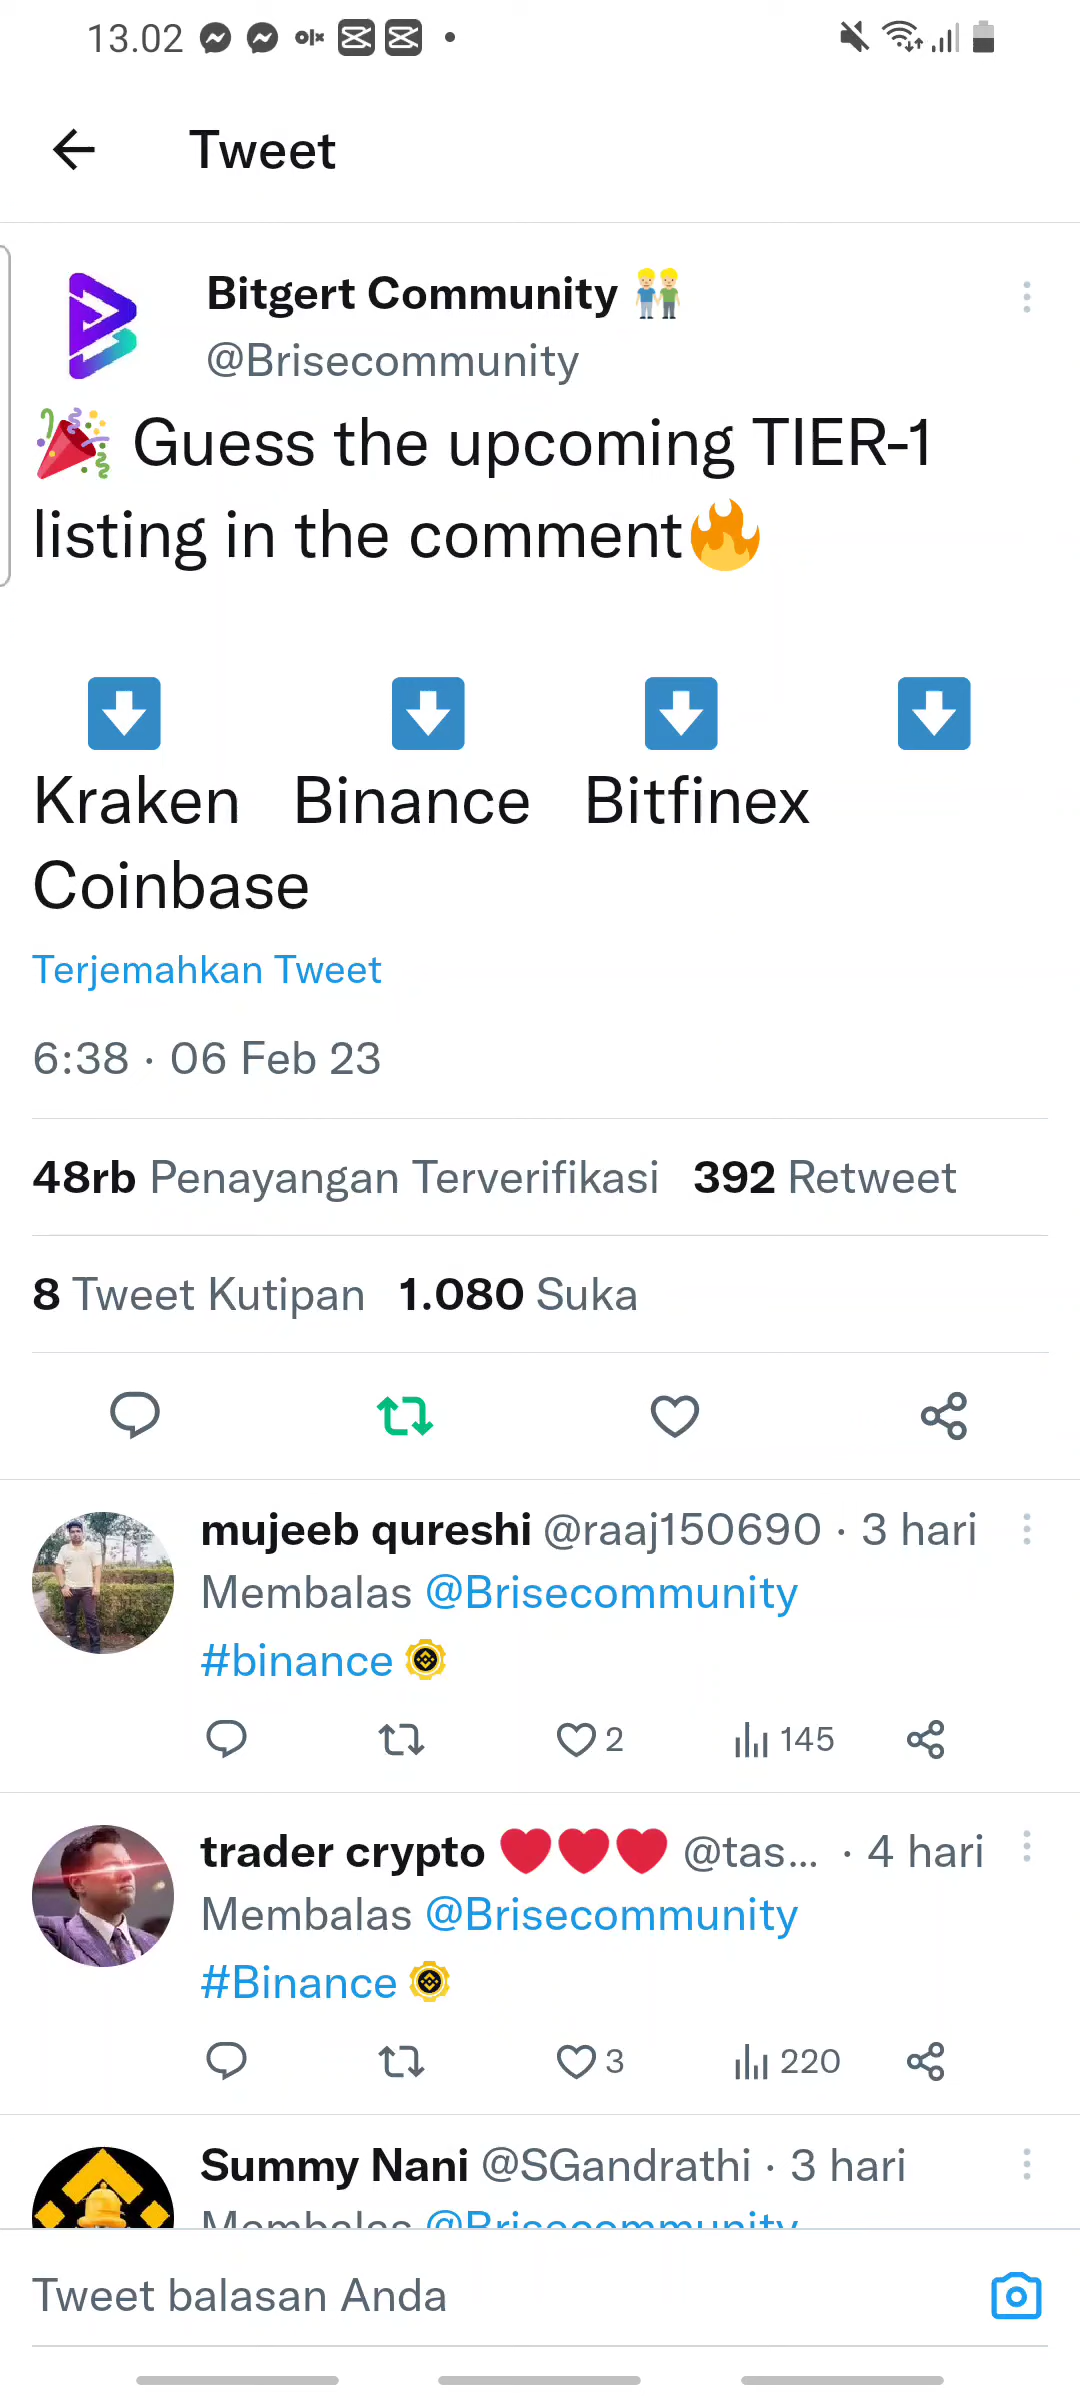 13.02
Tweet
Bitgert Community
@Brisecommunity
Guess the upcoming TIER-1
listing in the comment
Kraken Binance Bitfinex
Coinbase
Terjemahkan Tweet
6:38 · 06 Feb 23
48rb Penayangan Terverifikasi 392 Retweet
8 Tweet Kutipan 1.080 Suka
mujeeb qureshi @raaj150690 · 3 hari
Membalas @Brisecommunity
#binance
2 145
trader crypto @tas... · 4 hari
Membalas @Brisecommunity
#Binance
3 220
Summy Nani @SGandrathi · 3 hari
Membalas @Brisecommunity
Tweet balasan Anda